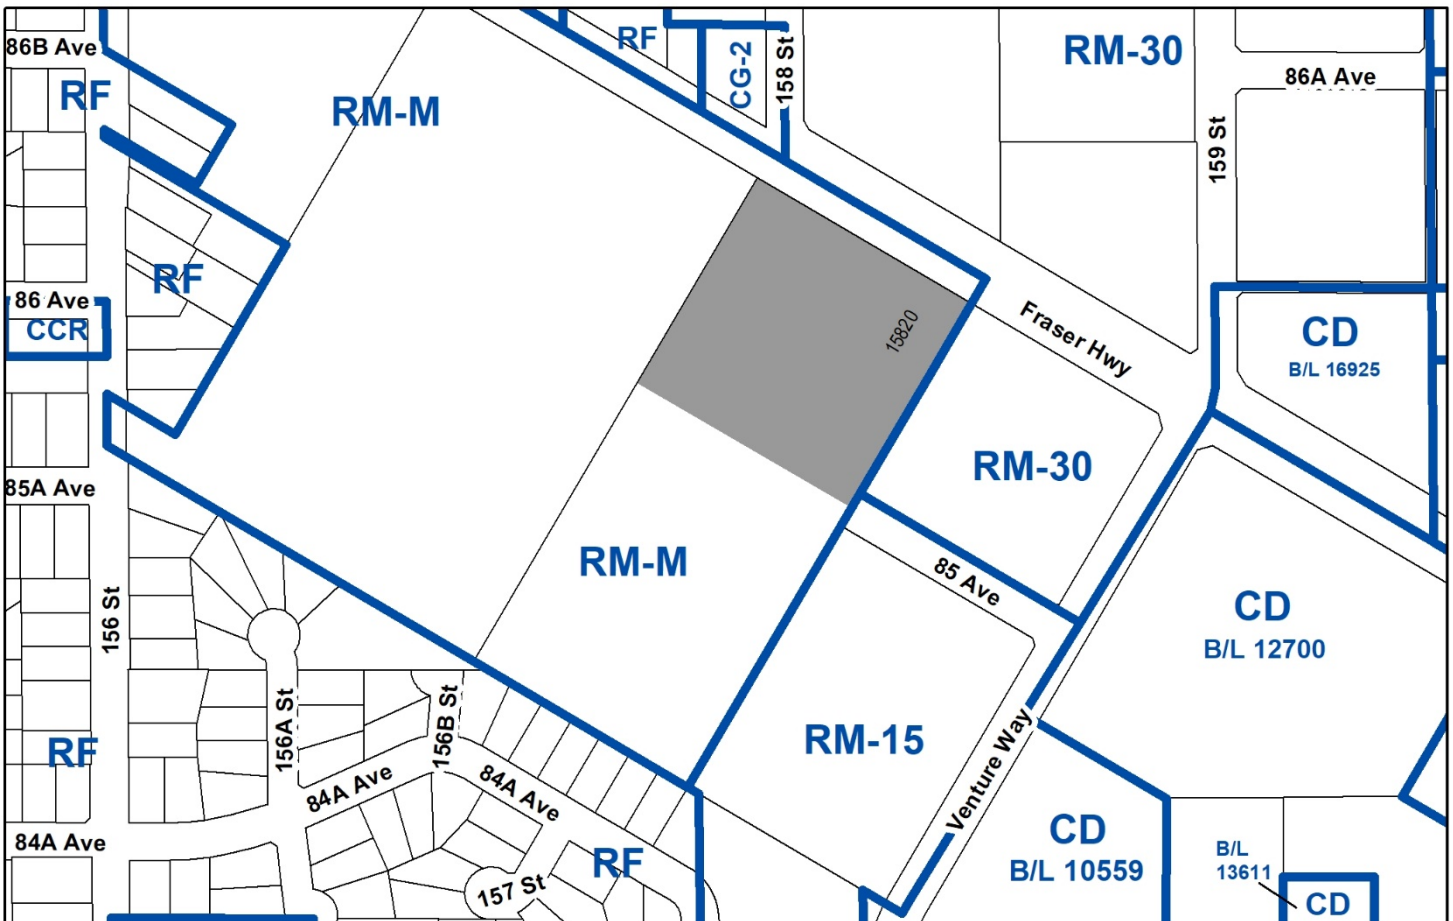 86B Ave
RF
RM-M
RF
CG-2
158 St
RM-30
86A Ave
159 St
RF
86 Ave
CCR
15820
Fraser Hwy
CD
B/L 16925
RM-30
85A Ave
RM-M
85 Ave
156 St
CD
B/L 12700
156A St
156B St
RF
RM-15
Venture Way
84A Ave
84A Ave
84A Ave
RF
157 St
CD
B/L 10559
B/L
13611
CD